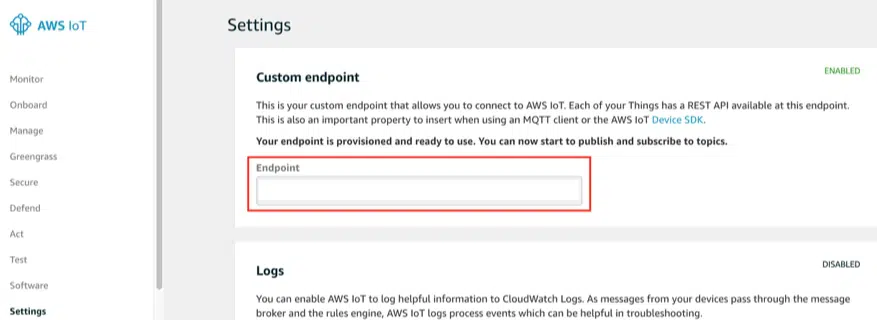 AWS IoT
Monitor
Onboard
Manage
Greengrass
Secure
Defend
Act
Test
Software
Settings
Settings
Custom endpoint
ENABLED
This is your custom endpoint that allows you to connect to AWS IoT. Each of your Things has a REST API available at this endpoint.
This is also an important property to insert when using an MQTT client or the AWS IoT Device SDK.
Your endpoint is provisioned and ready to use. You can now start to publish and subscribe to topics.
Endpoint
Logs
DISABLED
You can enable AWS IoT to log helpful information to CloudWatch Logs. As messages from your devices pass through the message
broker and the rules engine, AWS IoT logs process events which can be helpful in troubleshooting.